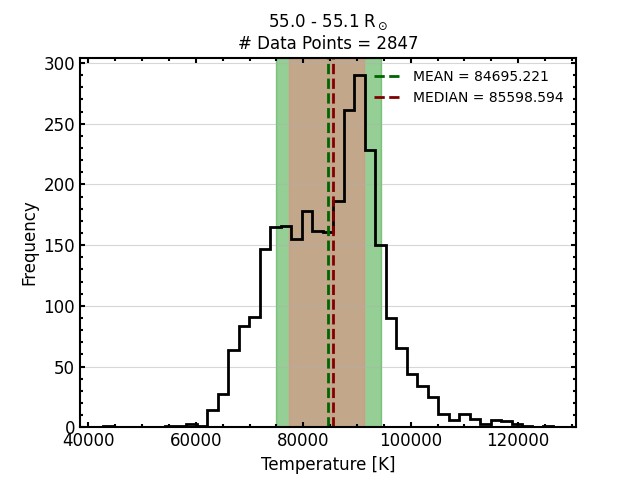 55.0 - 55.1 R⊙
# Data Points = 2847
MEAN = 84695.221
MEDIAN = 85598.594
Frequency
300
250
200
150
100
50
0
40000 60000 80000 100000 120000
Temperature [K]